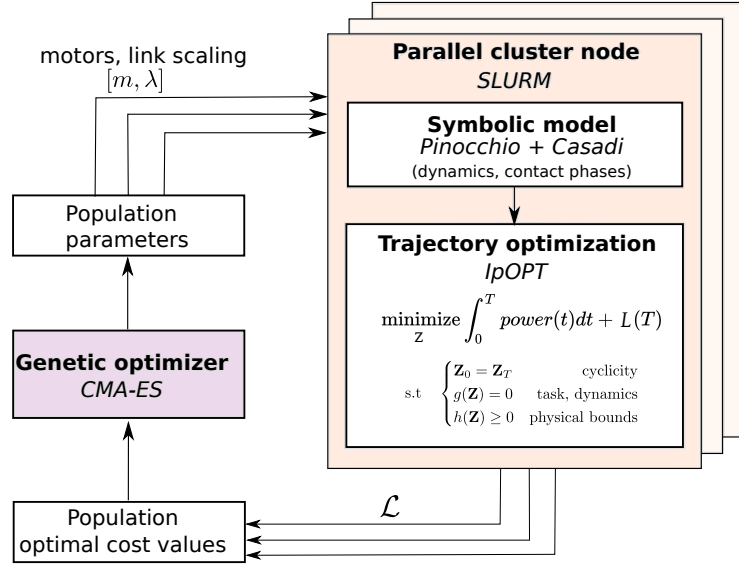 motors, link scaling
[m, λ]
Parallel cluster node
SLURM
Symbolic model
Pinocchio + Casadi
(dynamics, contact phases)
Population
parameters
Trajectory optimization
IpOPT
minimize ∫₀ᵀ power(t)dt + L(T)
Z
s.t { Z₀ = Z_T cyclicity
g(Z) = 0 task, dynamics
h(Z) ≥ 0 physical bounds
Genetic optimizer
CMA-ES
ℒ
Population
optimal cost values